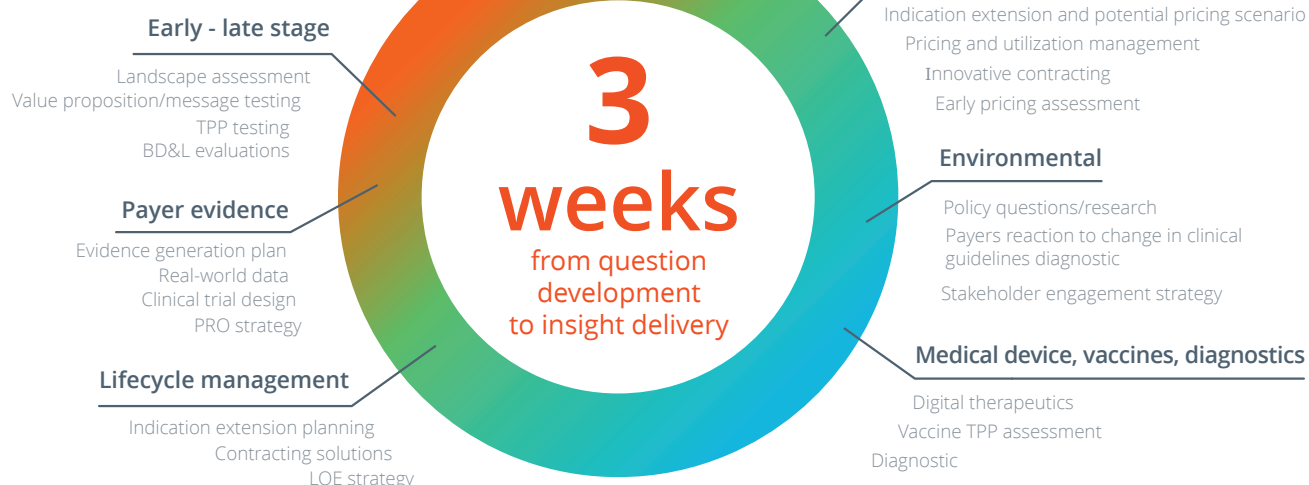 Early - late stage
Landscape assessment
Value proposition/message testing
TPP testing
BD&L evaluations
Payer evidence
Evidence generation plan
Real-world data
Clinical trial design
PRO strategy
Lifecycle management
Indication extension planning
Contracting solutions
LOE strategy
3
weeks
from question
development
to insight delivery
Indication extension and potential pricing scenario
Pricing and utilization management
Innovative contracting
Early pricing assessment
Environmental
Policy questions/research
Payers reaction to change in clinical
guidelines diagnostic
Stakeholder engagement strategy
Medical device, vaccines, diagnostics
Digital therapeutics
Vaccine TPP assessment
Diagnostic